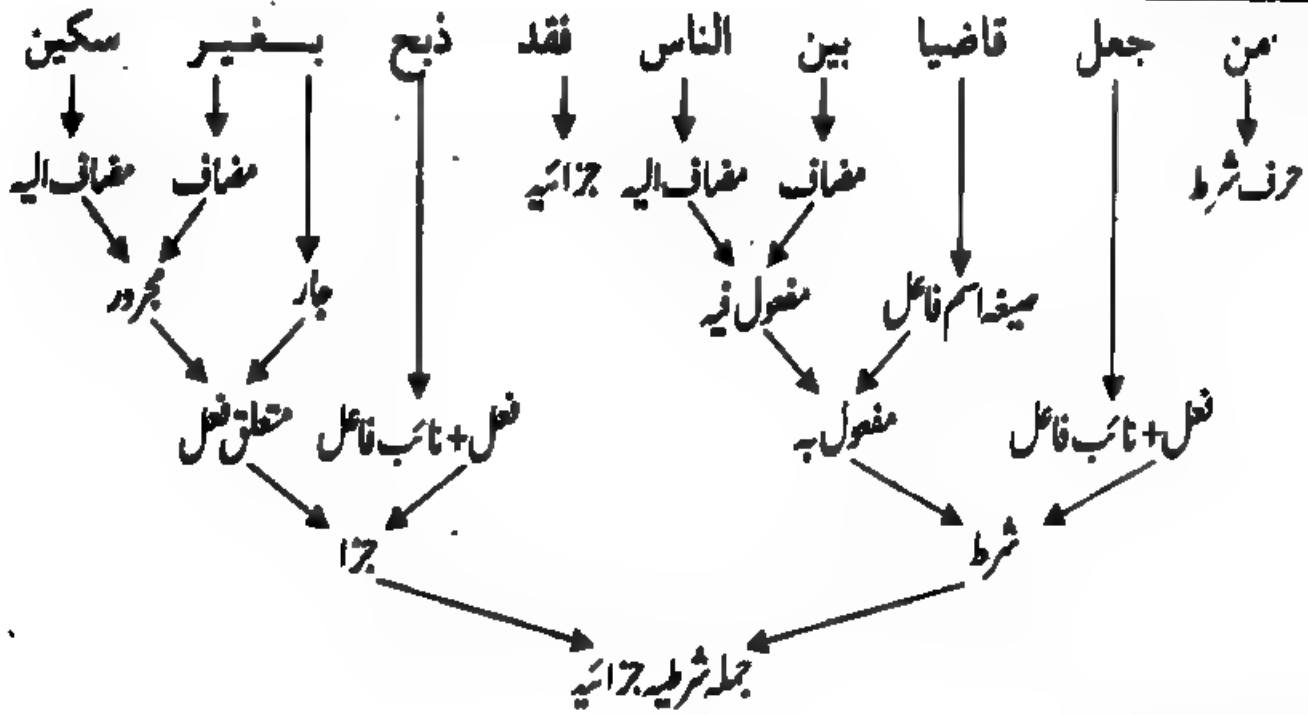 من جعل قاضيا بين الناس فقد ذبح بغير سكين
حرف شرط مضاف مضاف الیہ جزائیہ مضاف مضاف الیہ
صیغہ اسم فاعل مفعول فیہ جار مجرور
فعل + نائب فاعل مفعول بہ فعل + نائب فاعل متعلق فعل
شرط جزا
جملہ شرطیہ جزائیہ